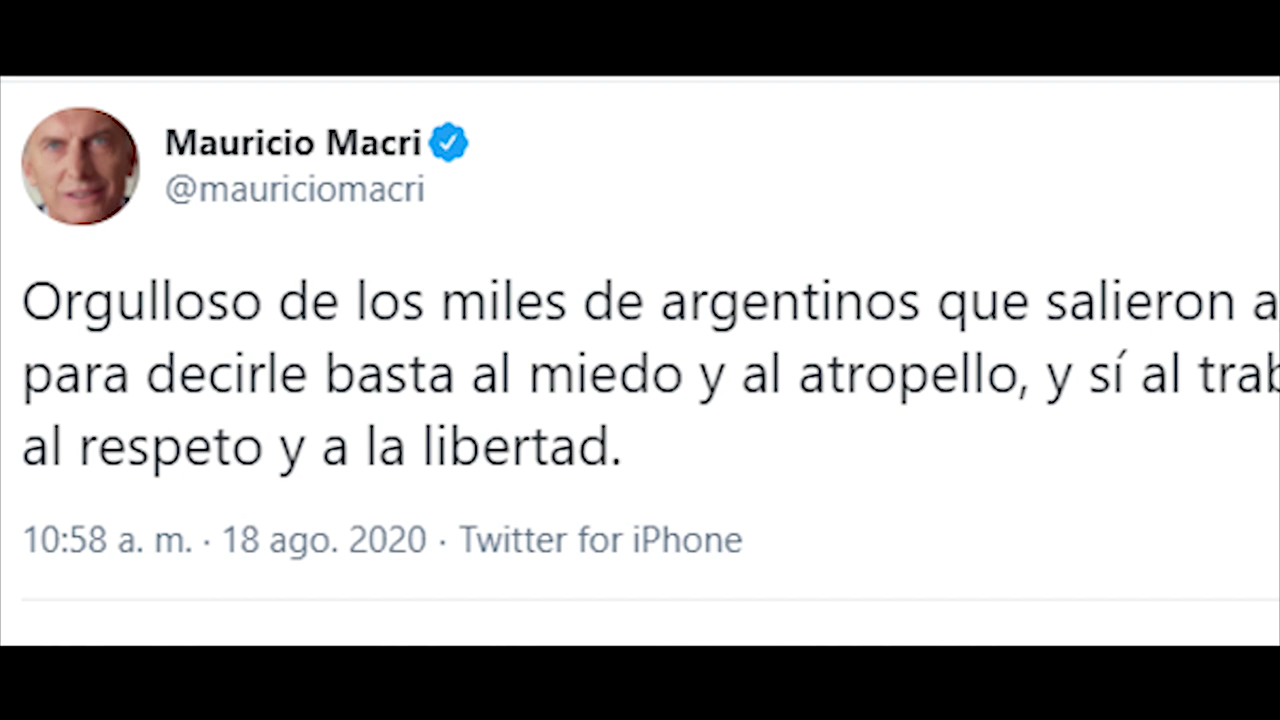 Mauricio Macri
@mauriciomacri
Orgulloso de los miles de argentinos que salieron a
para decirle basta al miedo y al atropello, y sí al trab
al respeto y a la libertad.
10:58 a. m. · 18 ago. 2020 · Twitter for iPhone